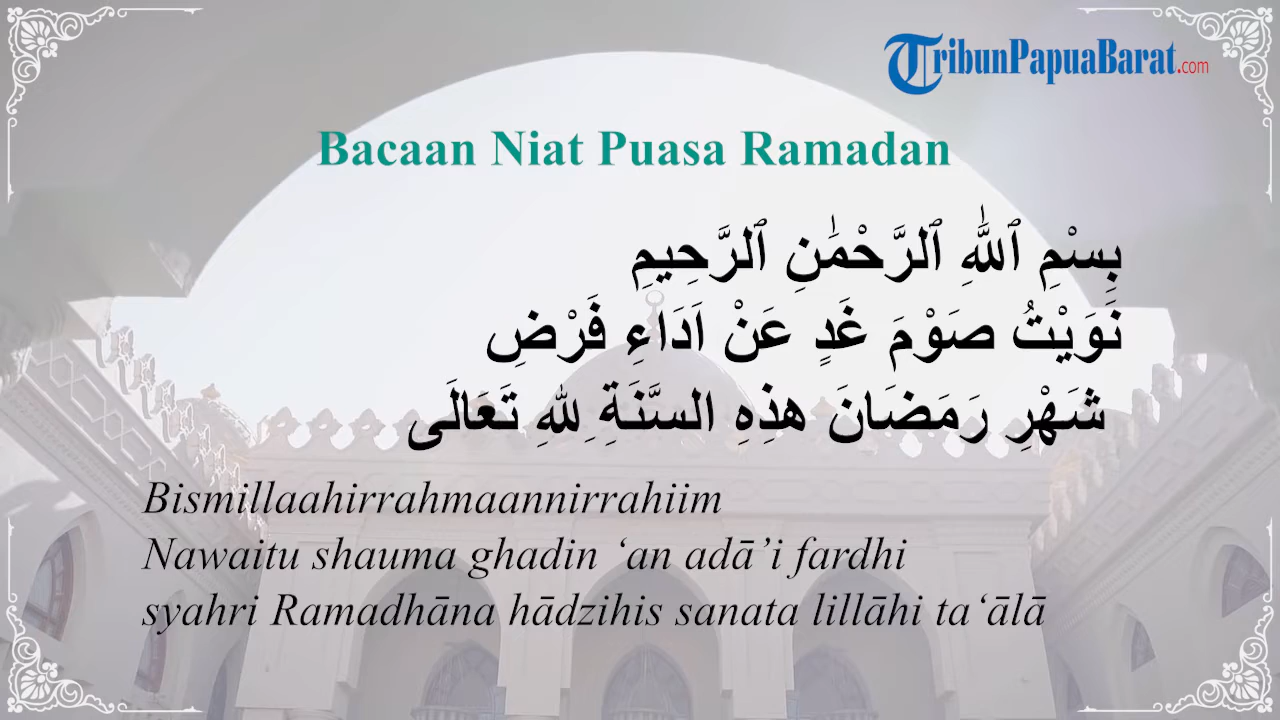 TribunPapuaBarat.com
Bacaan Niat Puasa Ramadan
بِسْمِ ٱللَّٰهِ ٱلرَّحْمَٰنِ ٱلرَّحِيمِ
نَوَيْتُ صَوْمَ غَدٍ عَنْ اَدَاءِ فَرْضِ
شَهْرِ رَمَضَانَ هذِهِ السَّنَةِ لِلهِ تَعَالَى
Bismillaahirrahmaannirrahiim
Nawaitu shauma ghadin ‘an adā’i fardhi
syahri Ramadhāna hādzihis sanata lillāhi ta‘ālā